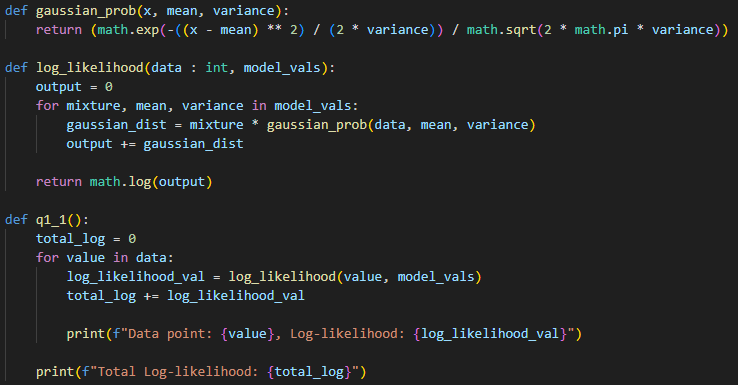 def gaussian_prob(x, mean, variance):
    return (math.exp(-((x - mean) ** 2) / (2 * variance)) / math.sqrt(2 * math.pi * variance))

def log_likelihood(data : int, model_vals):
    output = 0
    for mixture, mean, variance in model_vals:
        gaussian_dist = mixture * gaussian_prob(data, mean, variance)
        output += gaussian_dist

    return math.log(output)

def q1_1():
    total_log = 0
    for value in data:
        log_likelihood_val = log_likelihood(value, model_vals)
        total_log += log_likelihood_val

        print(f"Data point: {value}, Log-likelihood: {log_likelihood_val}")

    print(f"Total Log-likelihood: {total_log}")